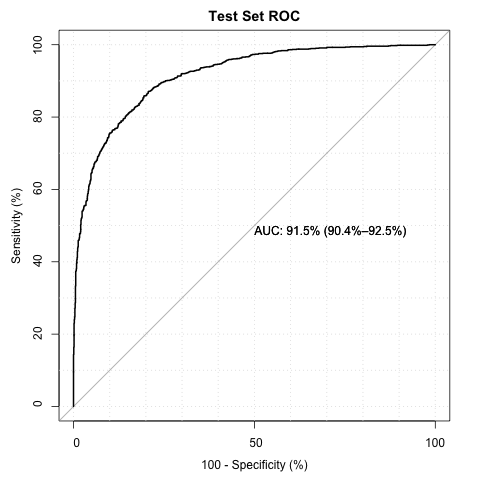 Test Set ROC
100
80
60
40
20
0
Sensitivity (%)
AUC: 91.5% (90.4%–92.5%)
0 50 100
100 - Specificity (%)